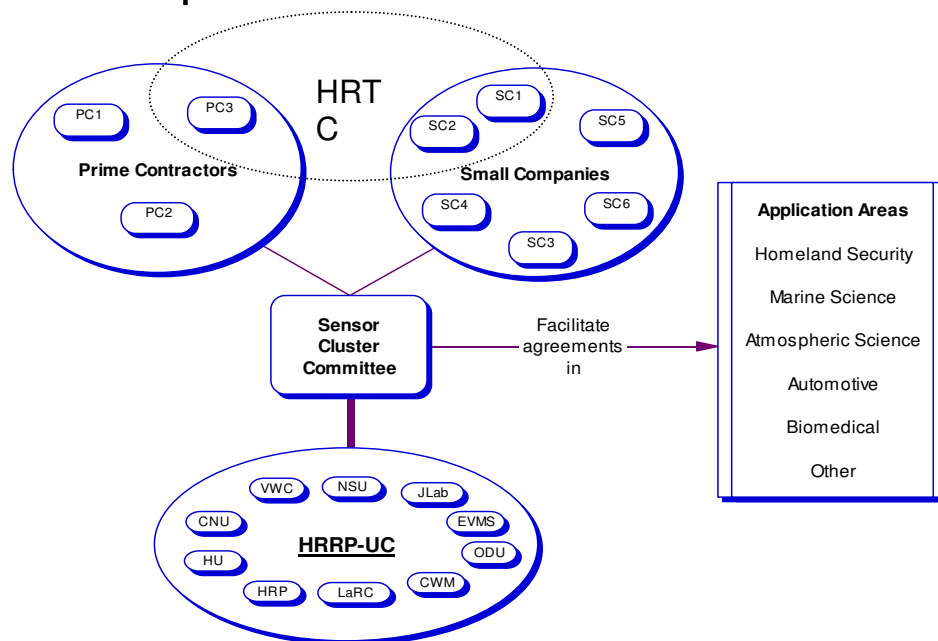 HRT
C
PC1
PC3
Prime Contractors
PC2
SC1
SC2
SC5
Small Companies
SC4
SC6
SC3
Sensor
Cluster
Committee
Facilitate
agreements
in
Application Areas
Homeland Security
Marine Science
Atmospheric Science
Automotive
Biomedical
Other
VWC
NSU
JLab
CNU
EVMS
HRRP-UC
HU
ODU
HRP
LaRC
CWM